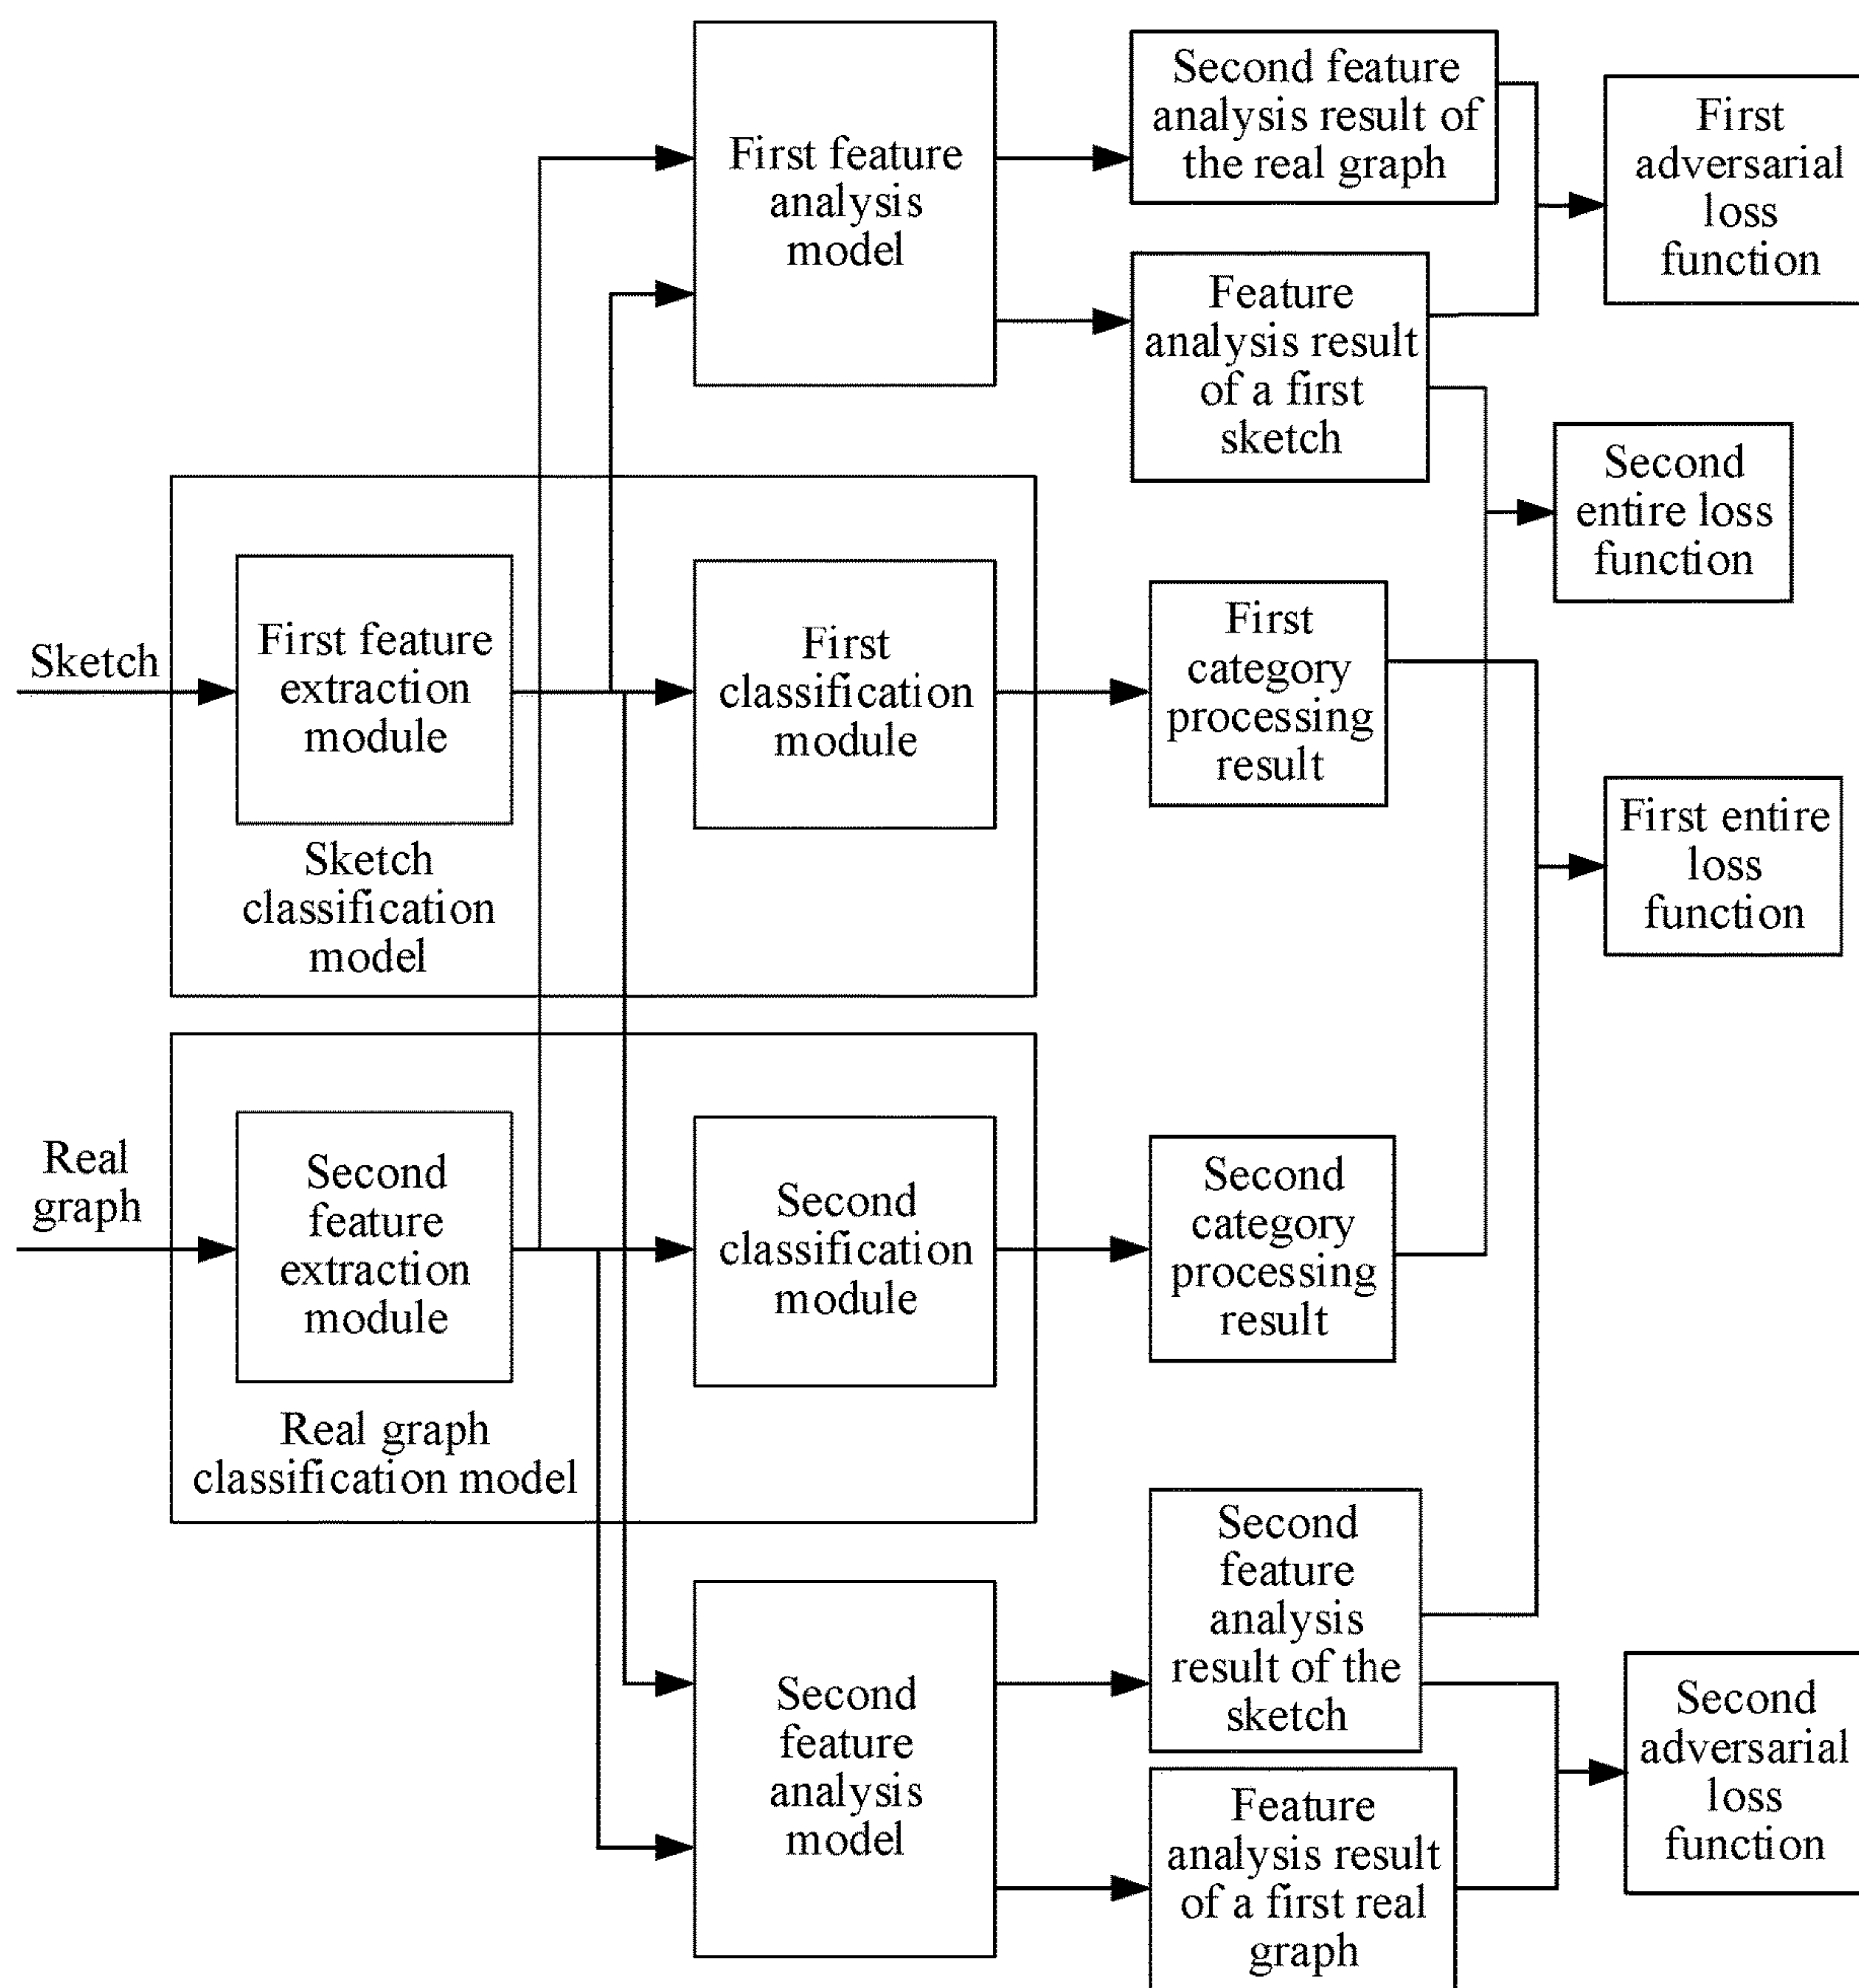 First feature
analysis
model
Second feature
analysis result of
the real graph
First
adversarial
loss
function
Feature
analysis result
of a first
sketch
Second
entire loss
function
Sketch
First feature
extraction
module
Sketch
classification
model
First
classification
module
First
category
processing
result
First entire
loss
function
Real
graph
Second
feature
extraction
module
Real graph
classification model
Second
classification
module
Second
category
processing
result
Second
feature
analysis
model
Second
feature
analysis
result of the
sketch
Feature
analysis result
of a first real
graph
Second
adversarial
loss
function